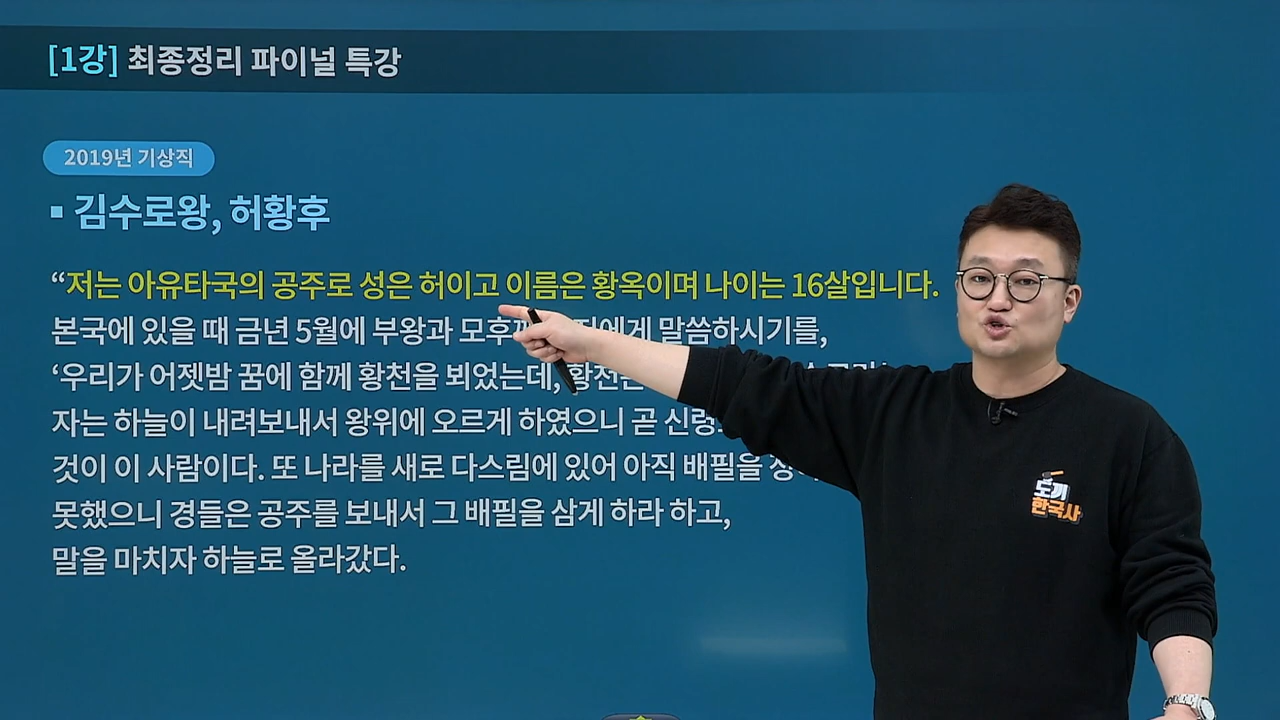 [1강] 최종정리 파이널 특강
2019년 기상직
▪ 김수로왕, 허황후
“저는 아유타국의 공주로 성은 허이고 이름은 황옥이며 나이는 16살입니다.
본국에 있을 때 금년 5월에 부왕과 모후께 말씀하시기를,
‘우리가 어젯밤 꿈에 함께 황천을 뵈었는데,
자는 하늘이 내려보내서 왕위에 오르게 하였으니 곧
것이 이 사람이다. 또 나라를 새로 다스림에 있어 아직 배필을
못했으니 경들은 공주를 보내서 그 배필을 삼게 하라 하고,
말을 마치자 하늘로 올라갔다.
도끼
한국사